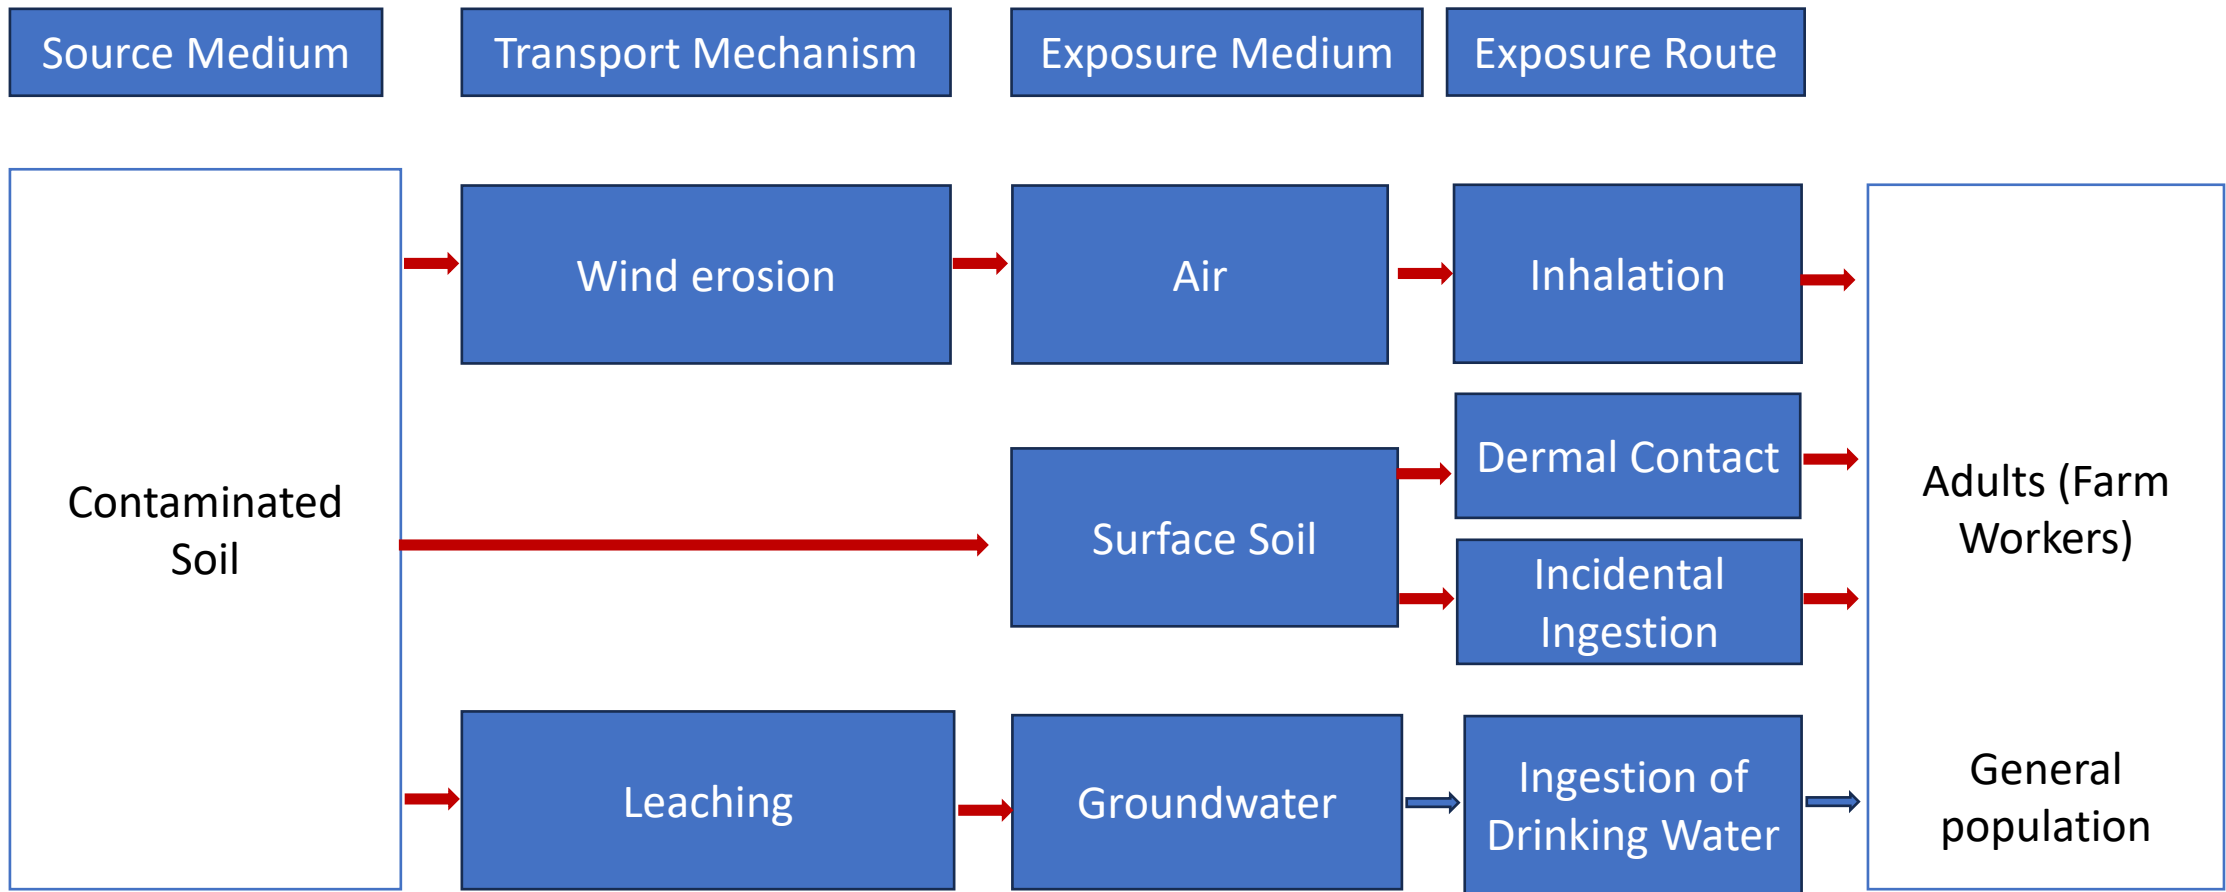 Source Medium
Transport Mechanism
Exposure Medium
Exposure Route
Wind erosion
Air
Inhalation
Contaminated
Soil
Surface Soil
Dermal Contact
Incidental
Ingestion
Adults (Farm
Workers)
Leaching
Groundwater
Ingestion of
Drinking Water
General
population